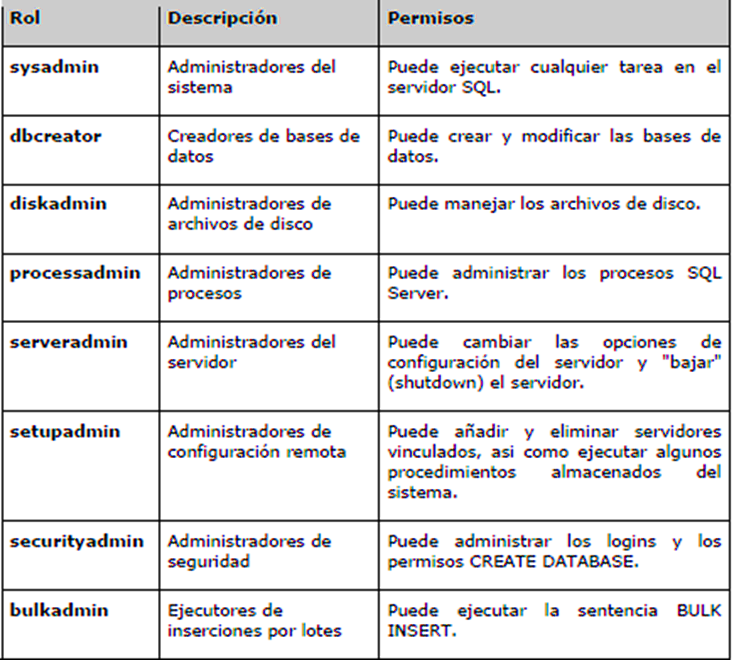 Rol Descripción Permisos
sysadmin Administradores del Puede ejecutar cualquier tarea en el
sistema servidor SQL.
dbcreator Creadores de bases de Puede crear y modificar las bases de
datos datos.
diskadmin Administradores de Puede manejar los archivos de disco.
archivos de disco
processadmin Administradores de Puede administrar los procesos SQL
procesos Server.
serveradmin Administradores del Puede cambiar las opciones de
servidor configuración del servidor y "bajar"
(shutdown) el servidor.
setupadmin Administradores de Puede añadir y eliminar servidores
configuración remota vinculados, asi como ejecutar algunos
procedimientos almacenados del
sistema.
securityadmin Administradores de Puede administrar los logins y los
seguridad permisos CREATE DATABASE.
bulkadmin Ejecutores de Puede ejecutar la sentencia BULK
inserciones por lotes INSERT.